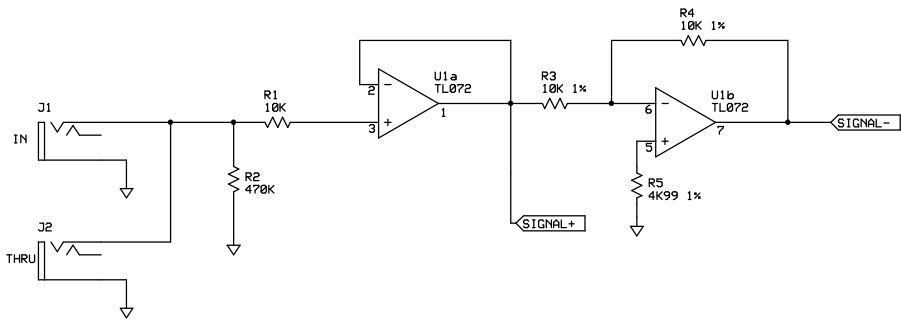 J1
IN
R1
10K
R2
470K
J2
THRU
2
3
U1a
TL072
1
R3
10K 1%
R4
10K 1%
6
5
U1b
TL072
7
R5
4K99 1%
SIGNAL+
SIGNAL-